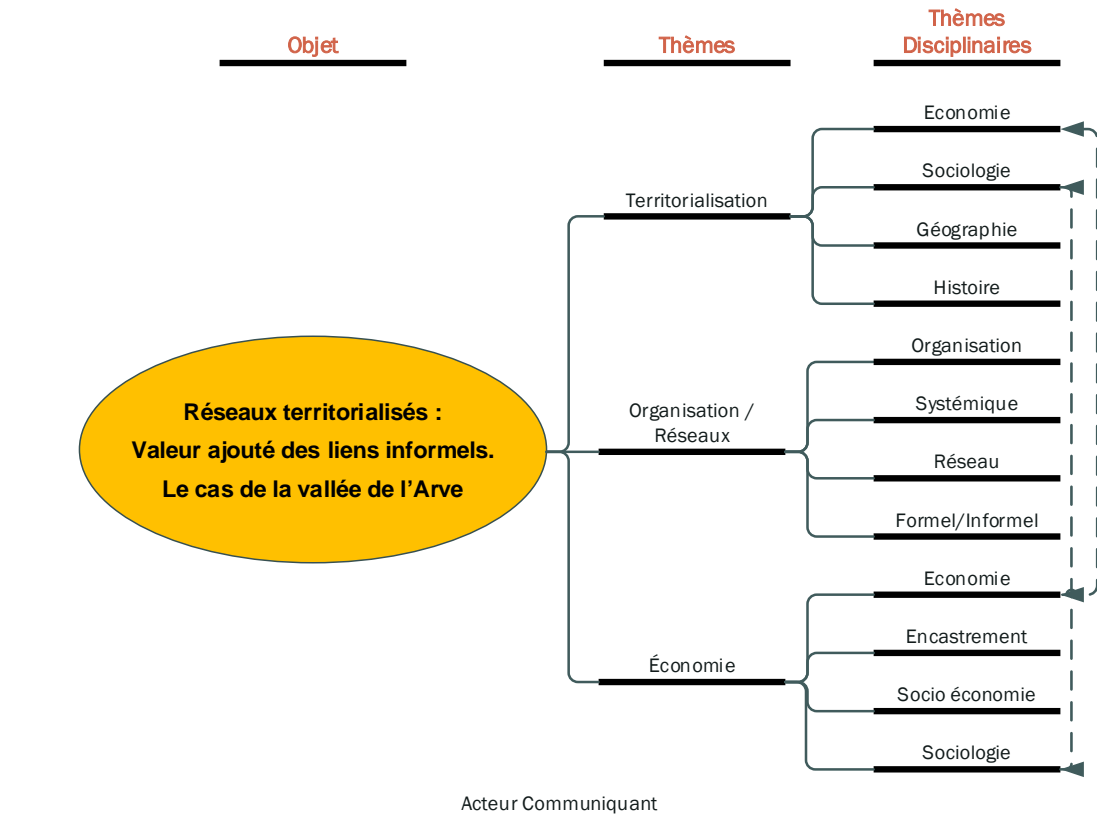 Objet
Thèmes
Thèmes
Disciplinaires
Réseaux territorialisés :
Valeur ajouté des liens informels.
Le cas de la vallée de l’Arve
Territorialisation
Economie
Sociologie
Géographie
Histoire
Organisation /
Réseaux
Organisation
Systémique
Réseau
Formel/Informel
Économie
Economie
Encastrement
Socio économie
Sociologie
Acteur Communiquant